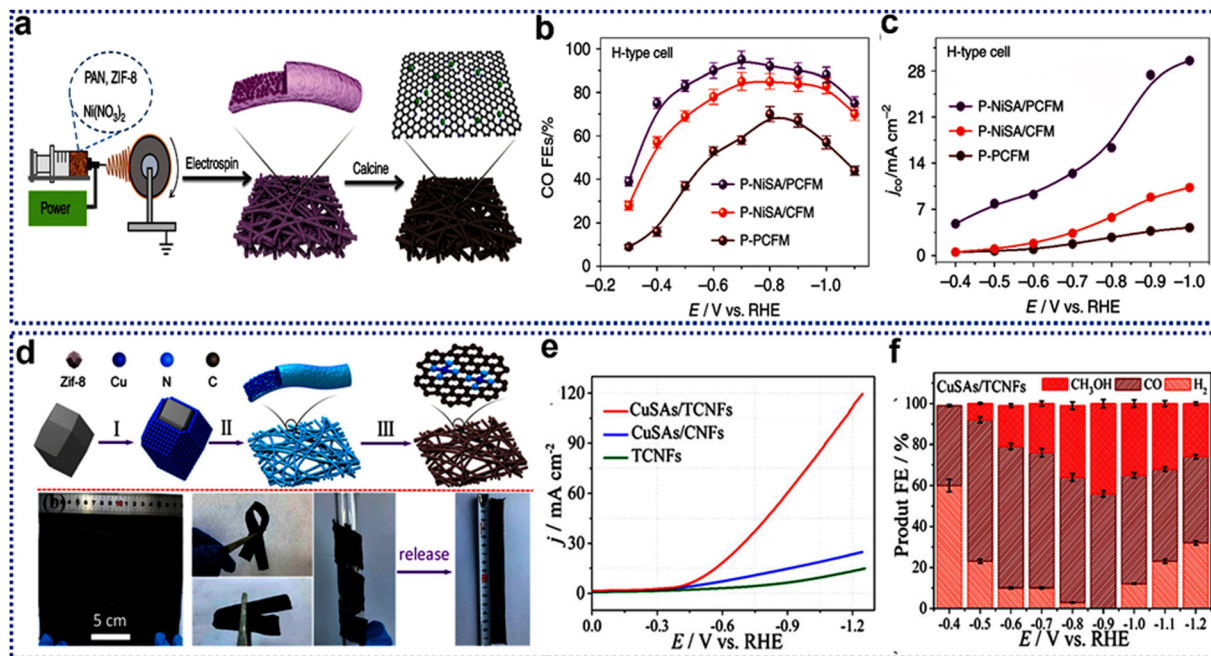 a
PAN, ZIF-8
Ni(NO₃)₂
Power
Electrospin
Calcine
b
H-type cell
CO FEs/%
100
80
60
40
20
0
P-NiSA/PCFM
P-NiSA/CFM
P-PCFM
−0.2 −0.4 −0.6 −0.8 −1.0
E / V vs. RHE
c
H-type cell
jco/mA cm⁻²
28
21
14
7
0
P-NiSA/PCFM
P-NiSA/CFM
P-PCFM
−0.4 −0.5 −0.6 −0.7 −0.8 −0.9 −1.0
E / V vs. RHE
d
Zif-8 Cu N C
I II III
(b)
5 cm
release
e
j / mA cm⁻²
120
90
60
30
0
CuSAs/TCNFs
CuSAs/CNFs
TCNFs
0.0 -0.3 -0.6 -0.9 -1.2
E / V vs. RHE
f
CuSAs/TCNFs
CH₃OH CO H₂
Produt FE / %
100
80
60
40
20
0
-0.4 -0.5 -0.6 -0.7 -0.8 -0.9 -1.0 -1.1 -1.2
E / V vs. RHE